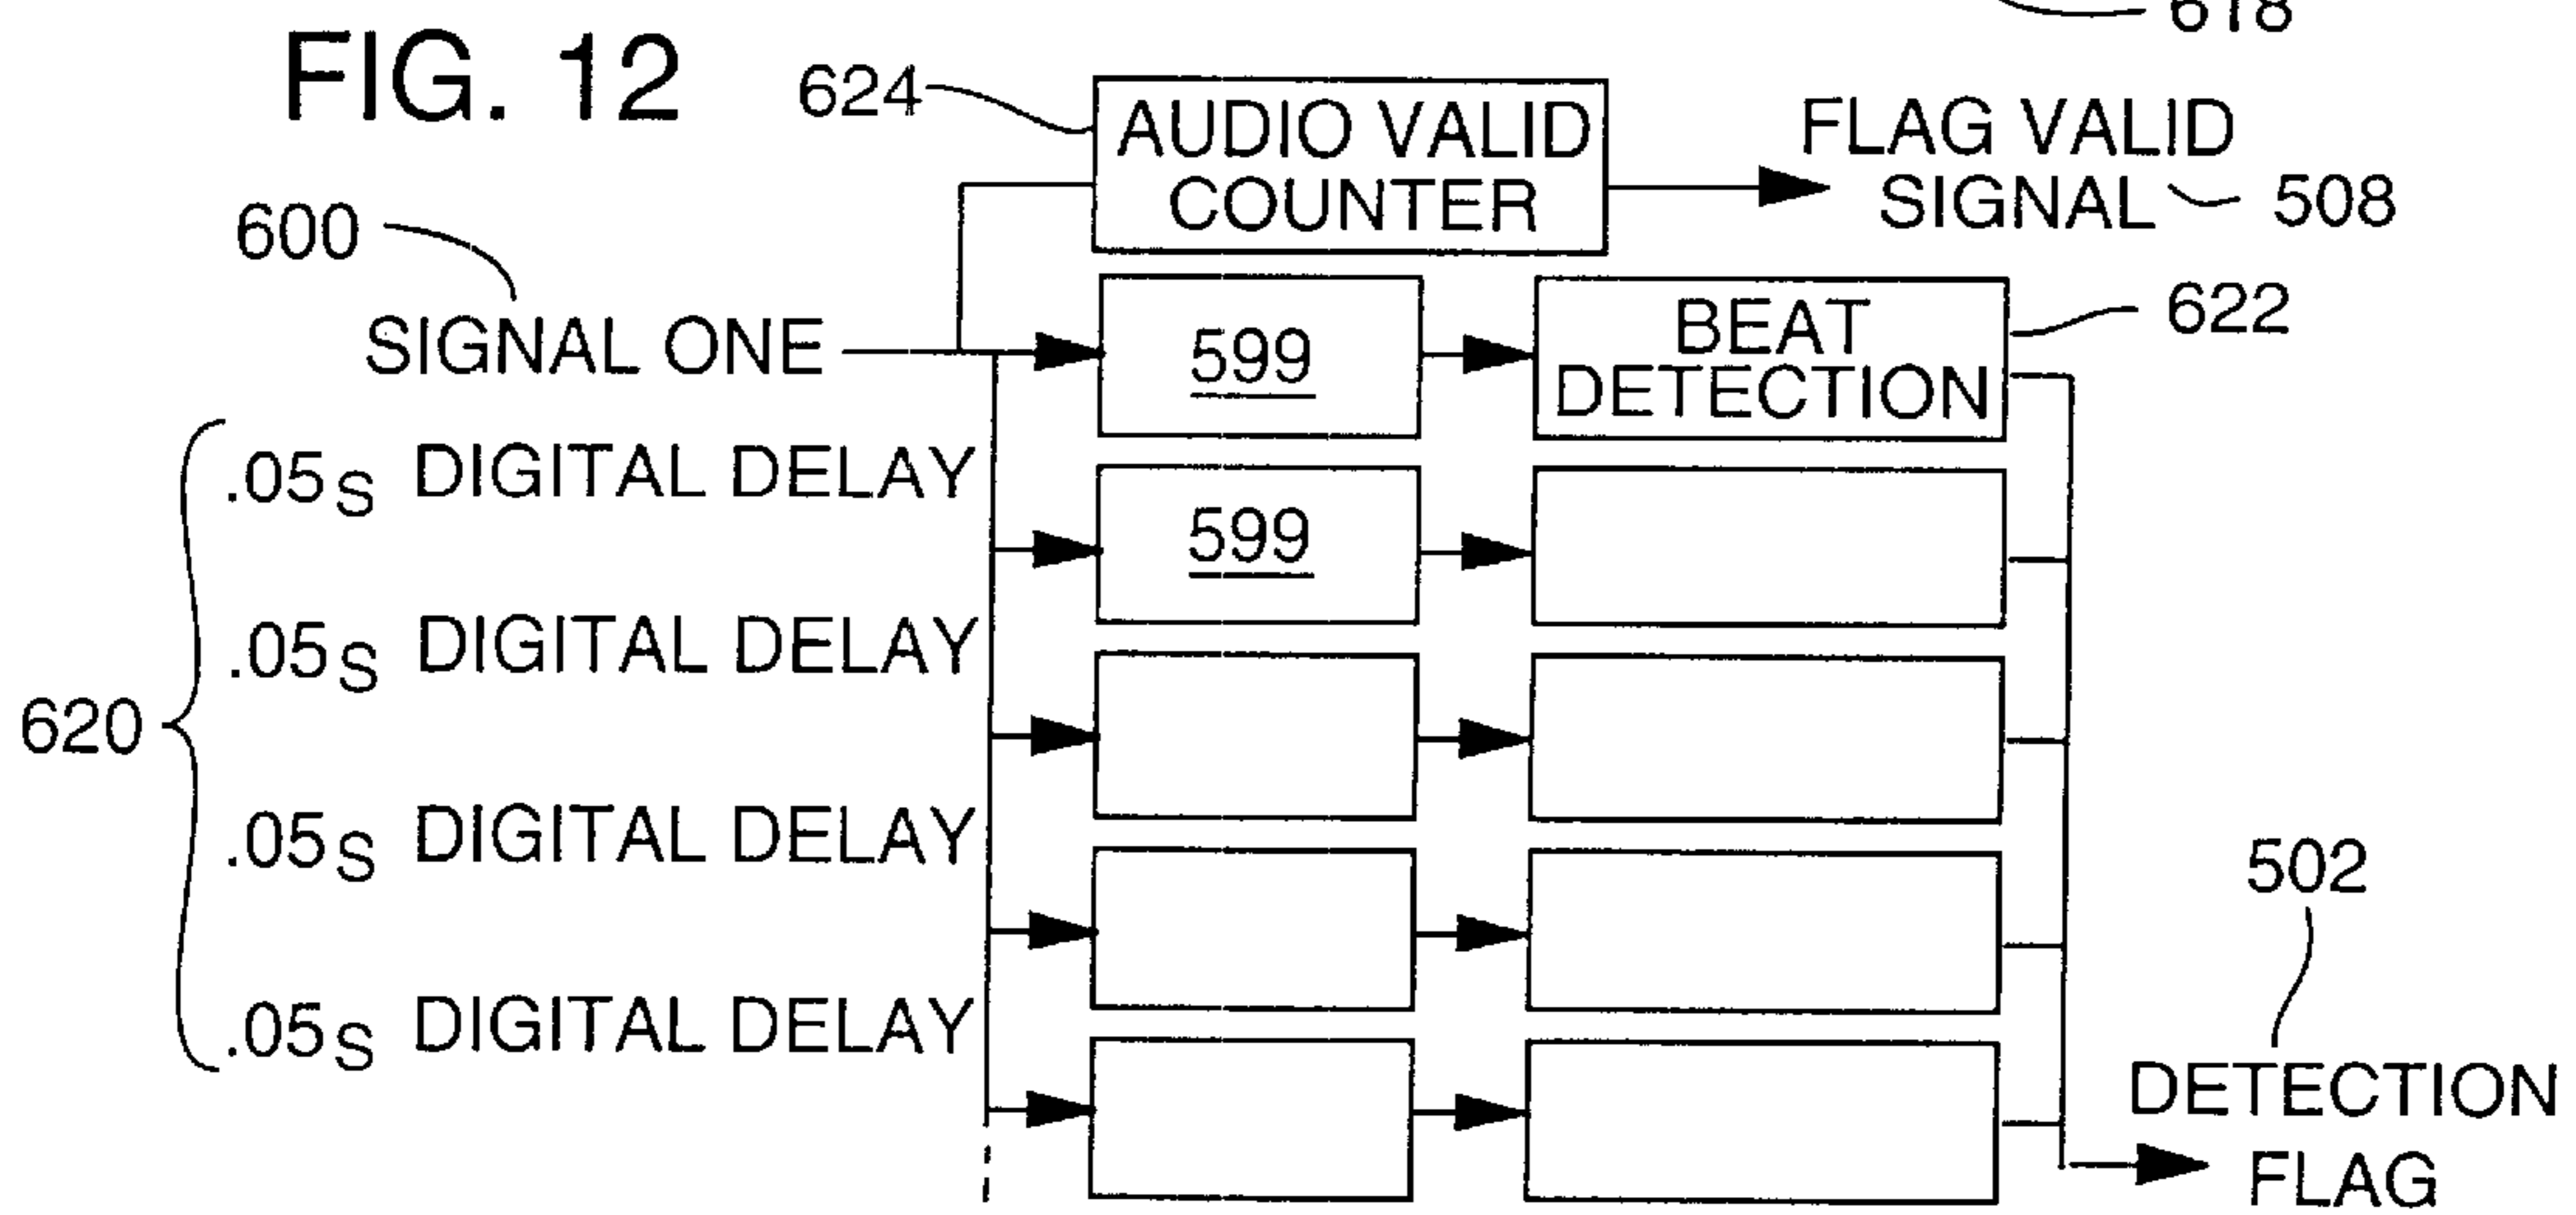 618
FIG. 12
624
AUDIO VALID
COUNTER
FLAG VALID
SIGNAL
508
600
SIGNAL ONE
599
BEAT
DETECTION
622
.05s DIGITAL DELAY
599
.05s DIGITAL DELAY
620
.05s DIGITAL DELAY
.05s DIGITAL DELAY
502
DETECTION
FLAG